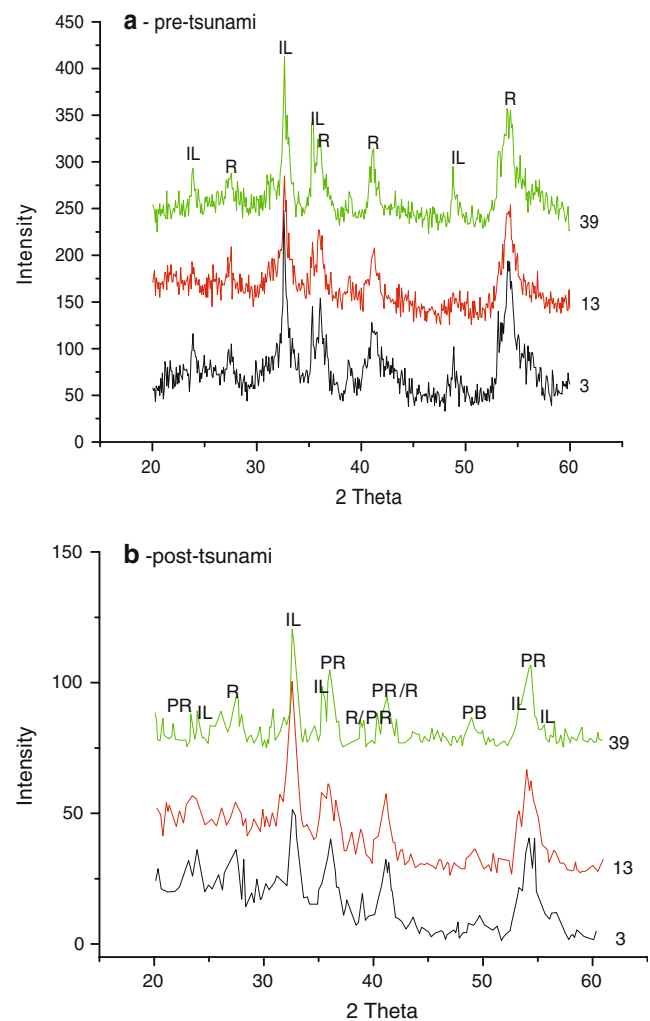 a - pre-tsunami
450
400
350
300
250
200
150
100
50
0
Intensity
IL
IL
R
IL
R
R
IL
R
39
13
3
20
30
40
50
60
2 Theta
b -post-tsunami
150
100
50
0
Intensity
IL
PR
IL
R
PR
IL
R/PR
PR/R
PB
PR
IL
IL
39
13
3
20
30
40
50
60
2 Theta